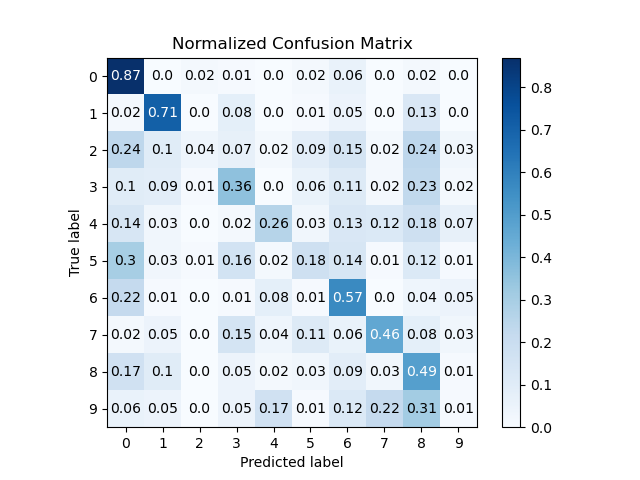 Normalized Confusion Matrix
0 0.87 0.0 0.02 0.01 0.0 0.02 0.06 0.0 0.02 0.0
1 0.02 0.71 0.0 0.08 0.0 0.01 0.05 0.0 0.13 0.0
2 0.24 0.1 0.04 0.07 0.02 0.09 0.15 0.02 0.24 0.03
3 0.1 0.09 0.01 0.36 0.0 0.06 0.11 0.02 0.23 0.02
4 0.14 0.03 0.0 0.02 0.26 0.03 0.13 0.12 0.18 0.07
5 0.3 0.03 0.01 0.16 0.02 0.18 0.14 0.01 0.12 0.01
6 0.22 0.01 0.0 0.01 0.08 0.01 0.57 0.0 0.04 0.05
7 0.02 0.05 0.0 0.15 0.04 0.11 0.06 0.46 0.08 0.03
8 0.17 0.1 0.0 0.05 0.02 0.03 0.09 0.03 0.49 0.01
9 0.06 0.05 0.0 0.05 0.17 0.01 0.12 0.22 0.31 0.01
0 1 2 3 4 5 6 7 8 9
Predicted label
True label
0.8
0.7
0.6
0.5
0.4
0.3
0.2
0.1
0.0